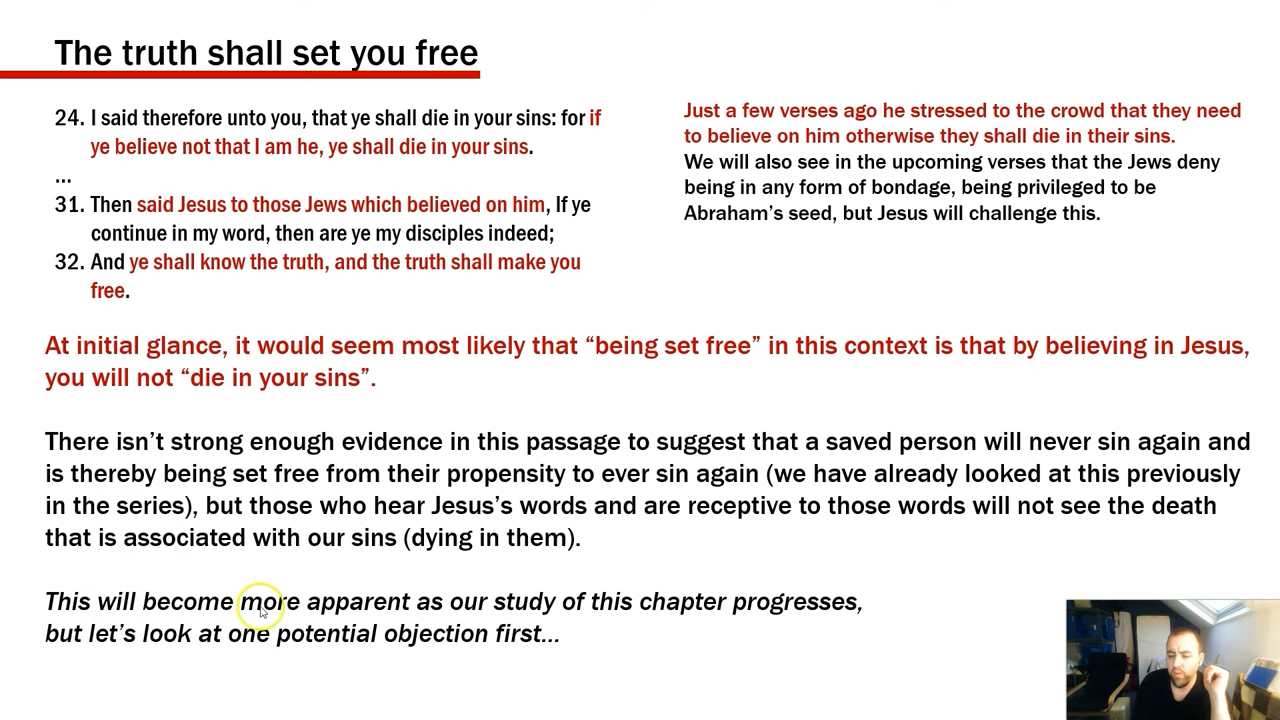 The truth shall set you free
24. I said therefore unto you, that ye shall die in your sins: for if
ye believe not that I am he, ye shall die in your sins.
...
31. Then said Jesus to those Jews which believed on him, If ye
continue in my word, then are ye my disciples indeed;
32. And ye shall know the truth, and the truth shall make you
free.
Just a few verses ago he stressed to the crowd that they need
to believe on him otherwise they shall die in their sins.
We will also see in the upcoming verses that the Jews deny
being in any form of bondage, being privileged to be
Abraham’s seed, but Jesus will challenge this.
At initial glance, it would seem most likely that “being set free” in this context is that by believing in Jesus,
you will not “die in your sins”.
There isn’t strong enough evidence in this passage to suggest that a saved person will never sin again and
is thereby being set free from their propensity to ever sin again (we have already looked at this previously
in the series), but those who hear Jesus’s words and are receptive to those words will not see the death
that is associated with our sins (dying in them).
This will become more apparent as our study of this chapter progresses,
but let’s look at one potential objection first...